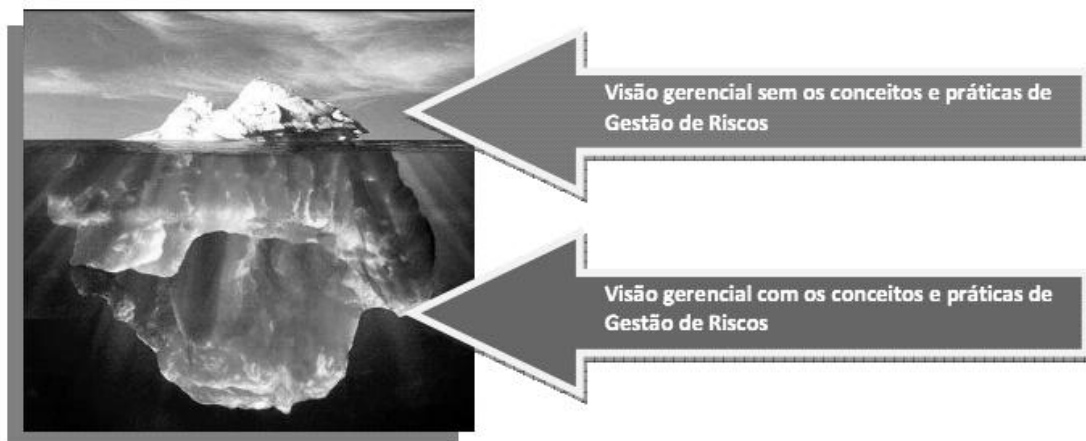 Visão gerencial sem os conceitos e práticas de
Gestão de Riscos
Visão gerencial com os conceitos e práticas de
Gestão de Riscos